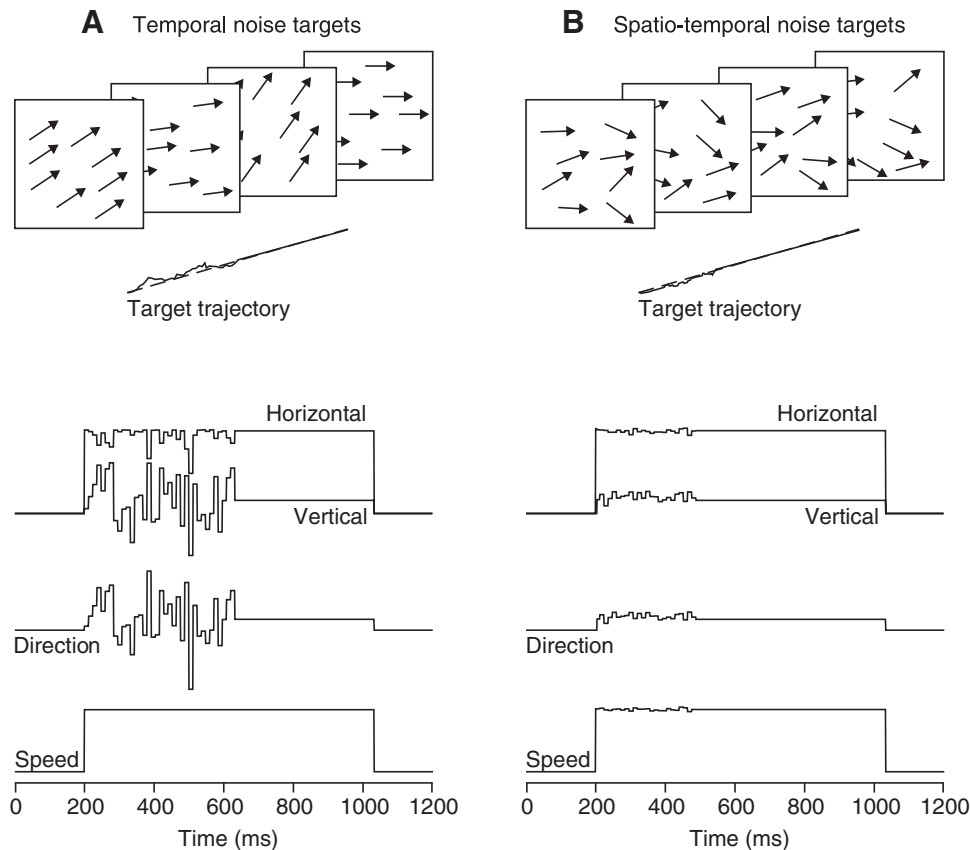 A Temporal noise targets
Target trajectory
Horizontal
Vertical
Direction
Speed
0 200 400 600 800 1000 1200
Time (ms)
B Spatio-temporal noise targets
Target trajectory
Horizontal
Vertical
Direction
Speed
0 200 400 600 800 1000 1200
Time (ms)